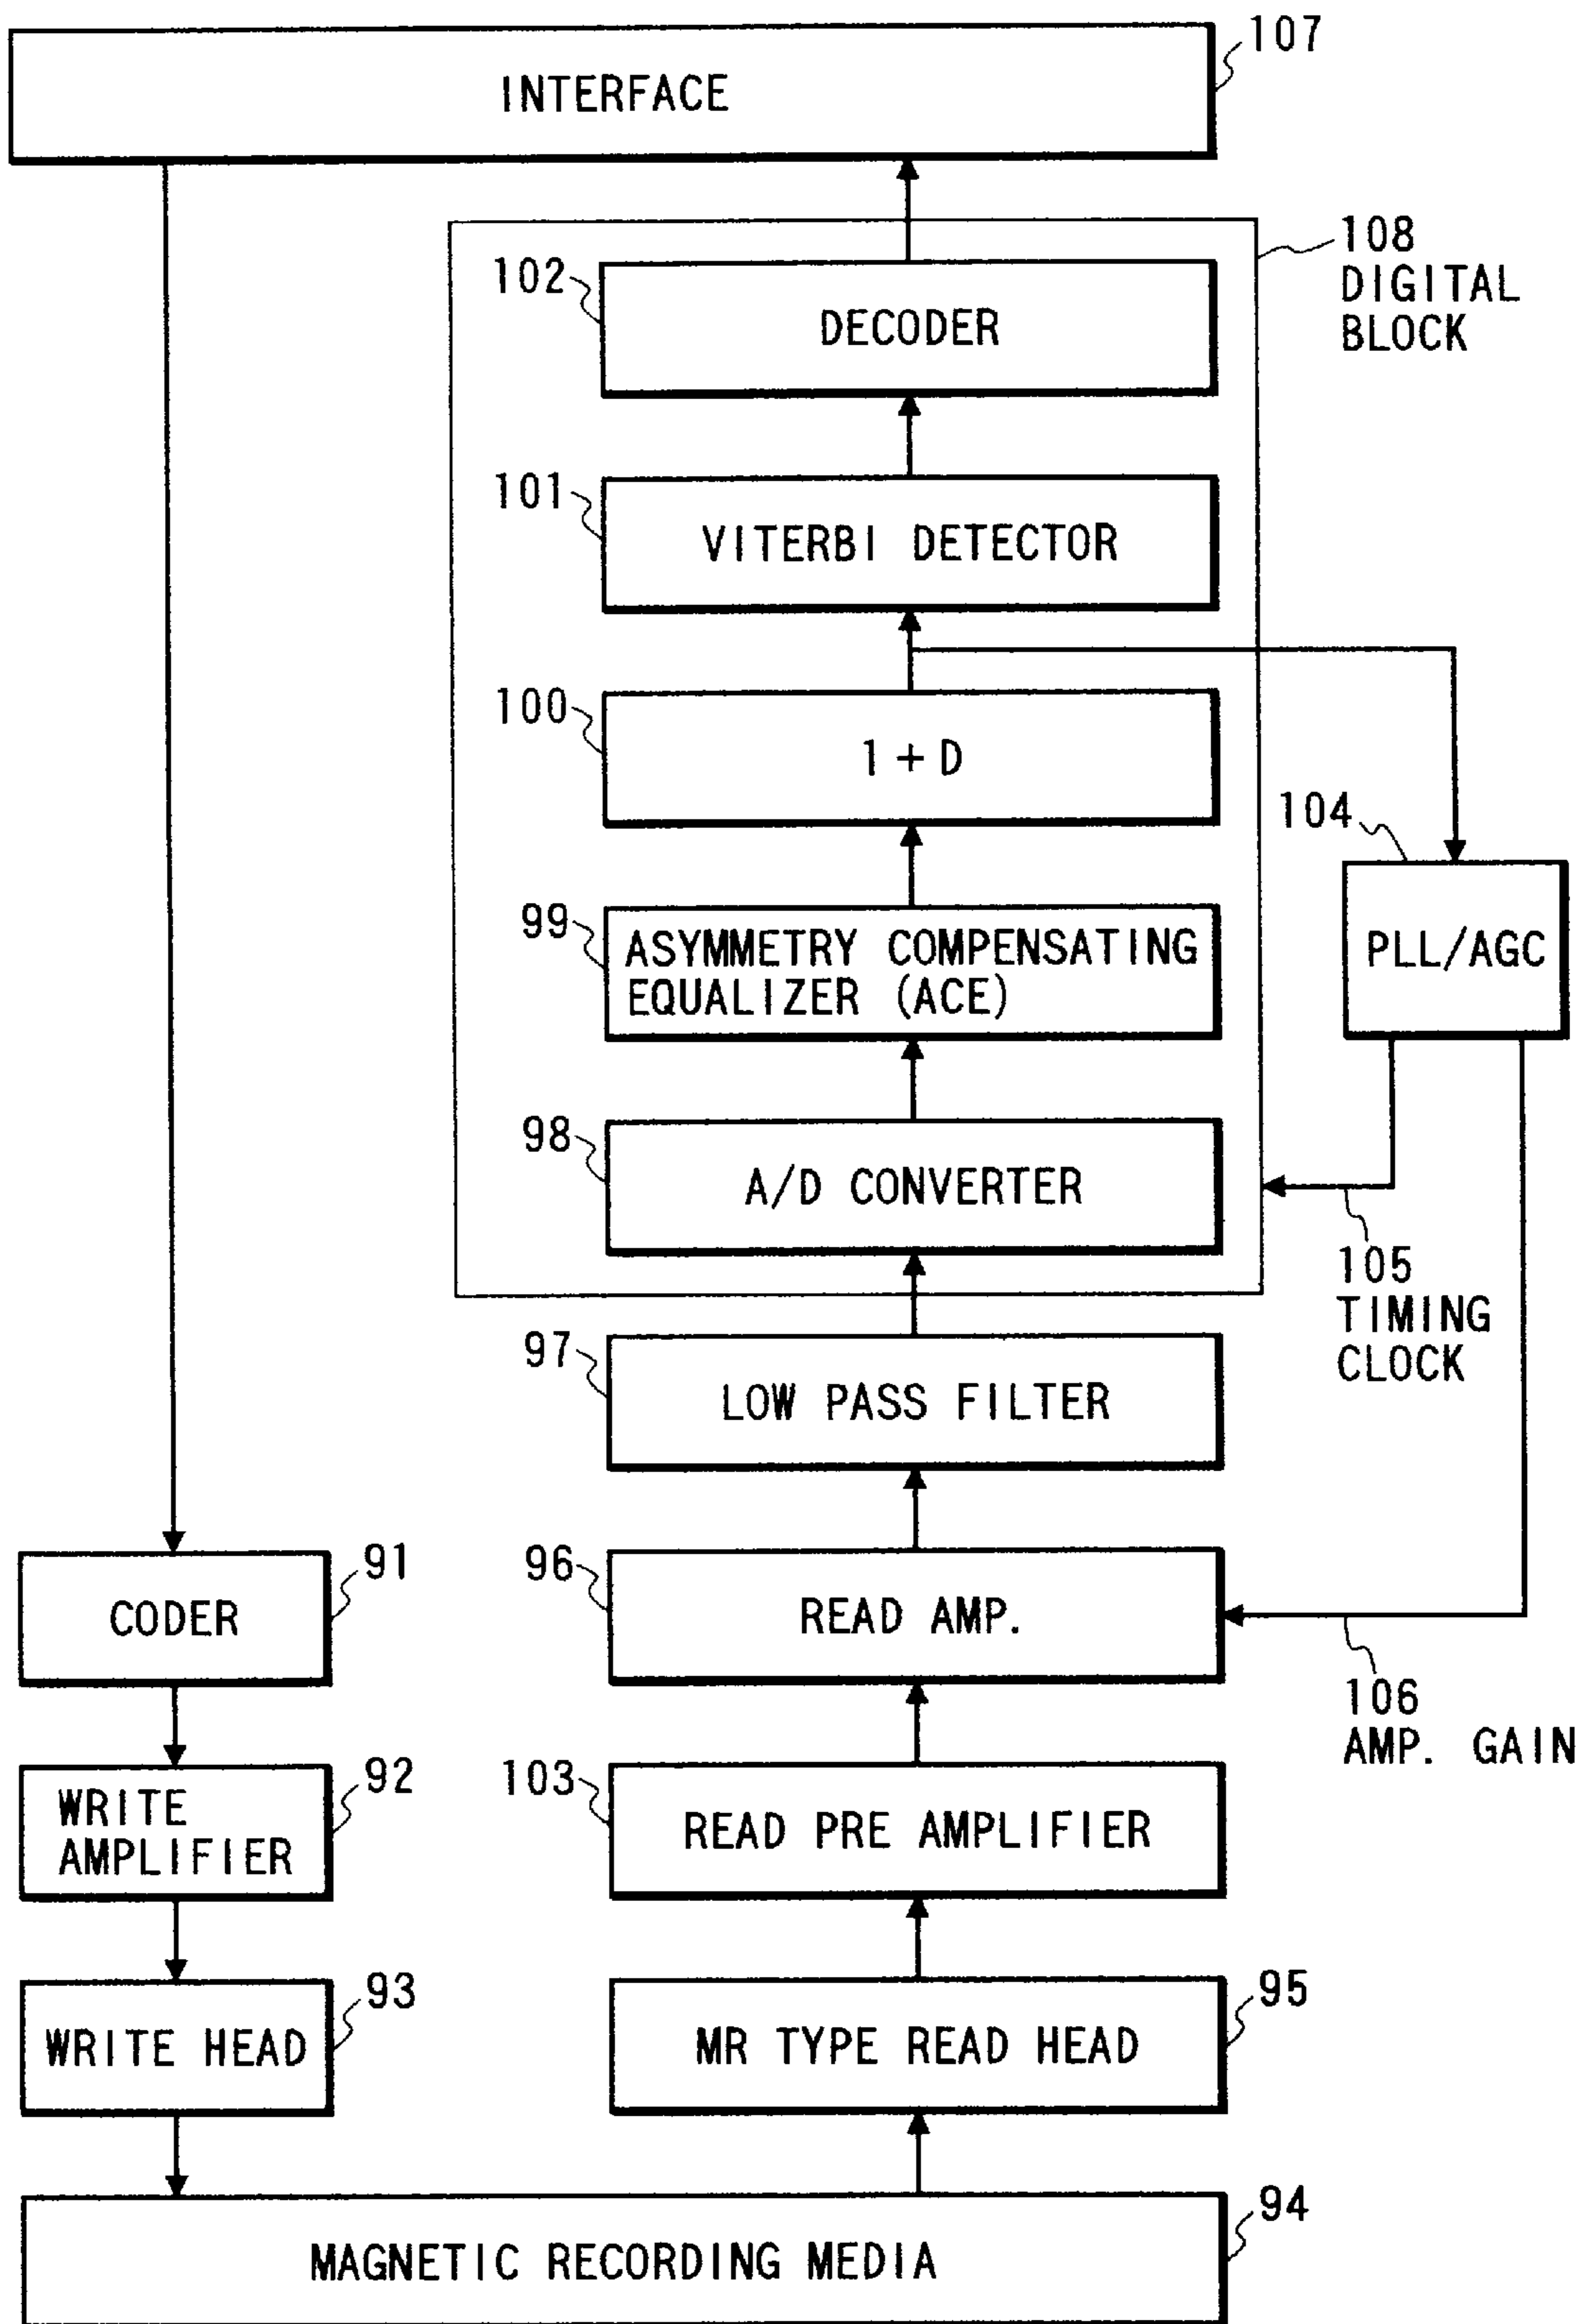 107
INTERFACE
108
DIGITAL
BLOCK
102
DECODER
101
VITERBI DETECTOR
100
1+D
104
PLL/AGC
99
ASYMMETRY COMPENSATING
EQUALIZER (ACE)
98
A/D CONVERTER
105
TIMING
CLOCK
97
LOW PASS FILTER
91
CODER
96
READ AMP.
106
AMP. GAIN
92
WRITE
AMPLIFIER
103
READ PRE AMPLIFIER
93
WRITE HEAD
95
MR TYPE READ HEAD
94
MAGNETIC RECORDING MEDIA